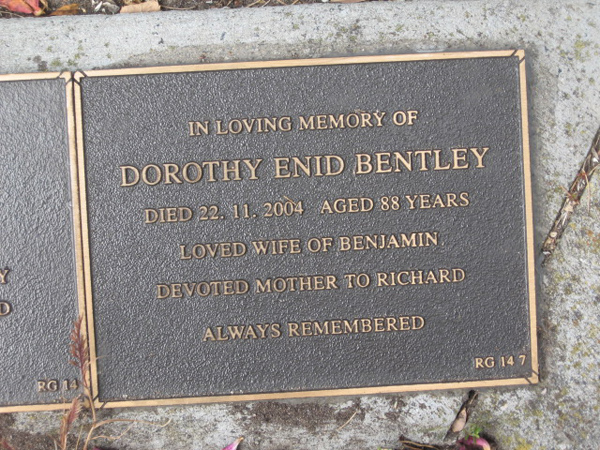 IN LOVING MEMORY OF
DOROTHY ENID BENTLEY
DIED 22. 11. 2004 AGED 88 YEARS
LOVED WIFE OF BENJAMIN
DEVOTED MOTHER TO RICHARD
ALWAYS REMEMBERED
RG 14 7
RG 14